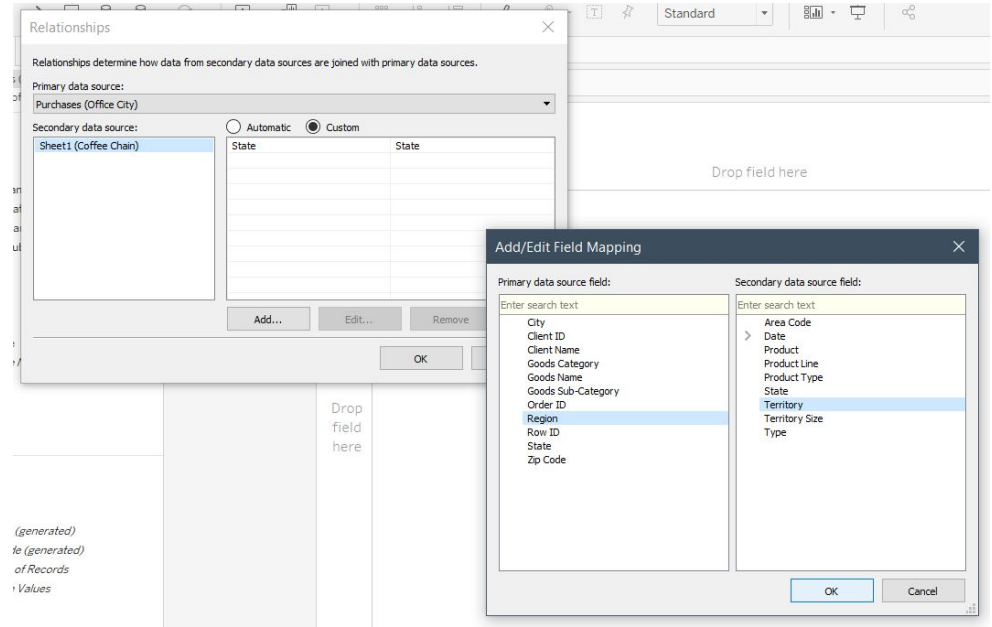 Standard
Relationships
Relationships determine how data from secondary data sources are joined with primary data sources.
Primary data source:
Purchases (Office City)
Secondary data source:
Automatic
Custom
Sheet1 (Coffee Chain)
State
State
Add...
Edit...
Remove
OK
Drop field here
Add/Edit Field Mapping
Primary data source field:
Secondary data source field:
Enter search text
Enter search text
City
Client ID
Client Name
Goods Category
Goods Name
Goods Sub-Category
Order ID
Region
Row ID
State
Zip Code
Area Code
Date
Product
Product Line
Product Type
State
Territory
Territory Size
Type
OK
Cancel
Drop
field
here
(generated)
(generated)
of Records
Values